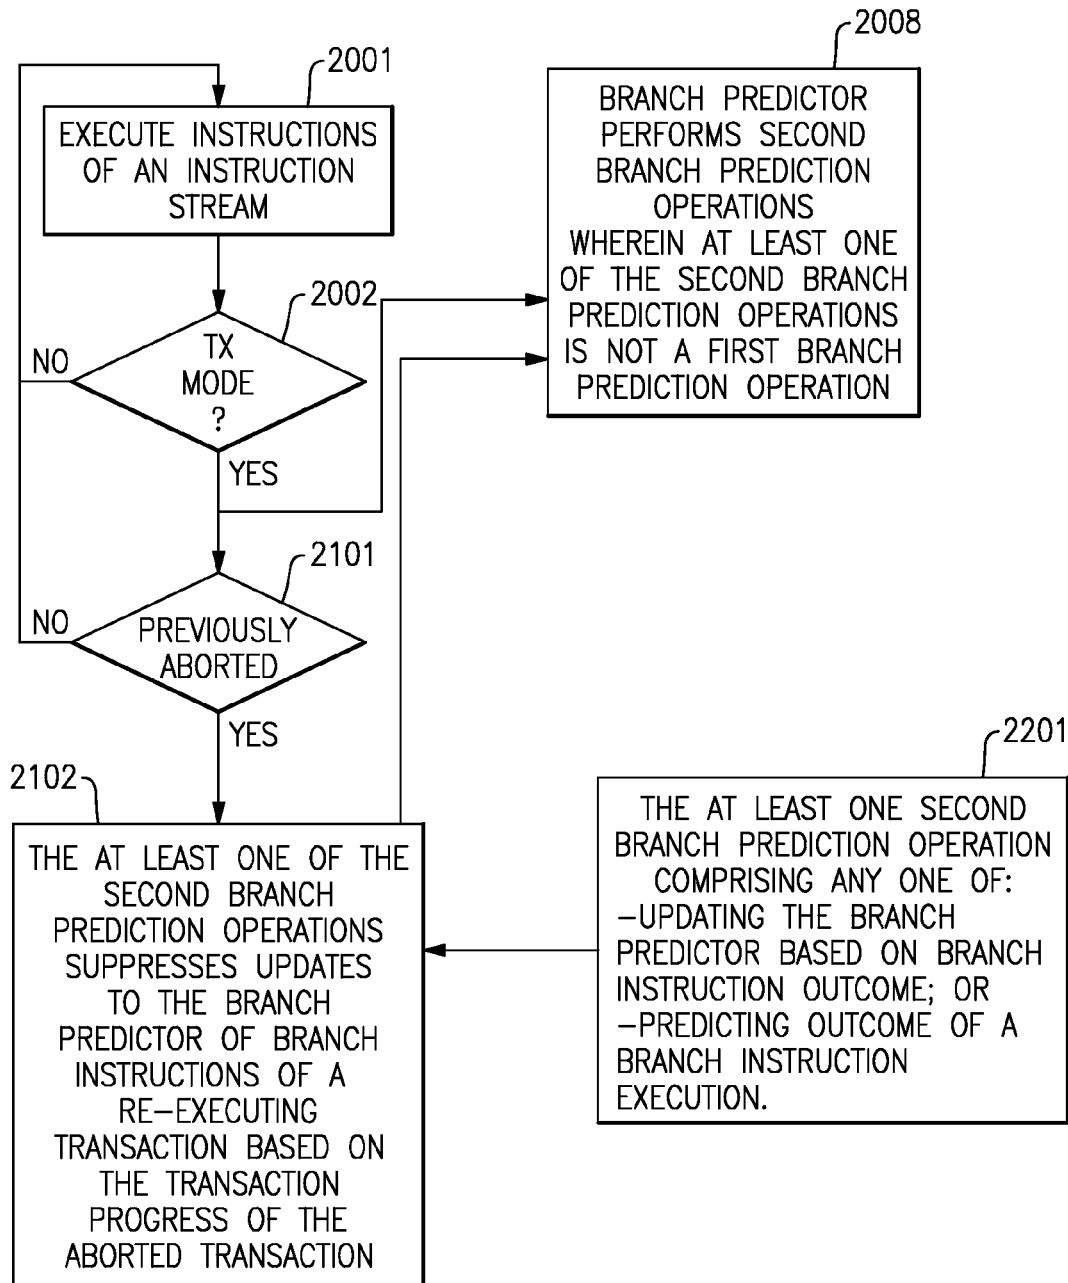 2001
EXECUTE INSTRUCTIONS
OF AN INSTRUCTION
STREAM
2008
BRANCH PREDICTOR
PERFORMS SECOND
BRANCH PREDICTION
OPERATIONS
WHEREIN AT LEAST ONE
OF THE SECOND BRANCH
PREDICTION OPERATIONS
IS NOT A FIRST BRANCH
PREDICTION OPERATION
2002
TX
MODE
?
NO
YES
2101
PREVIOUSLY
ABORTED
NO
YES
2102
THE AT LEAST ONE OF THE
SECOND BRANCH
PREDICTION OPERATIONS
SUPPRESSES UPDATES
TO THE BRANCH
PREDICTOR OF BRANCH
INSTRUCTIONS OF A
RE-EXECUTING
TRANSACTION BASED ON
THE TRANSACTION
PROGRESS OF THE
ABORTED TRANSACTION
2201
THE AT LEAST ONE SECOND
BRANCH PREDICTION OPERATION
COMPRISING ANY ONE OF:
-UPDATING THE BRANCH
PREDICTOR BASED ON BRANCH
INSTRUCTION OUTCOME; OR
-PREDICTING OUTCOME OF A
BRANCH INSTRUCTION
EXECUTION.